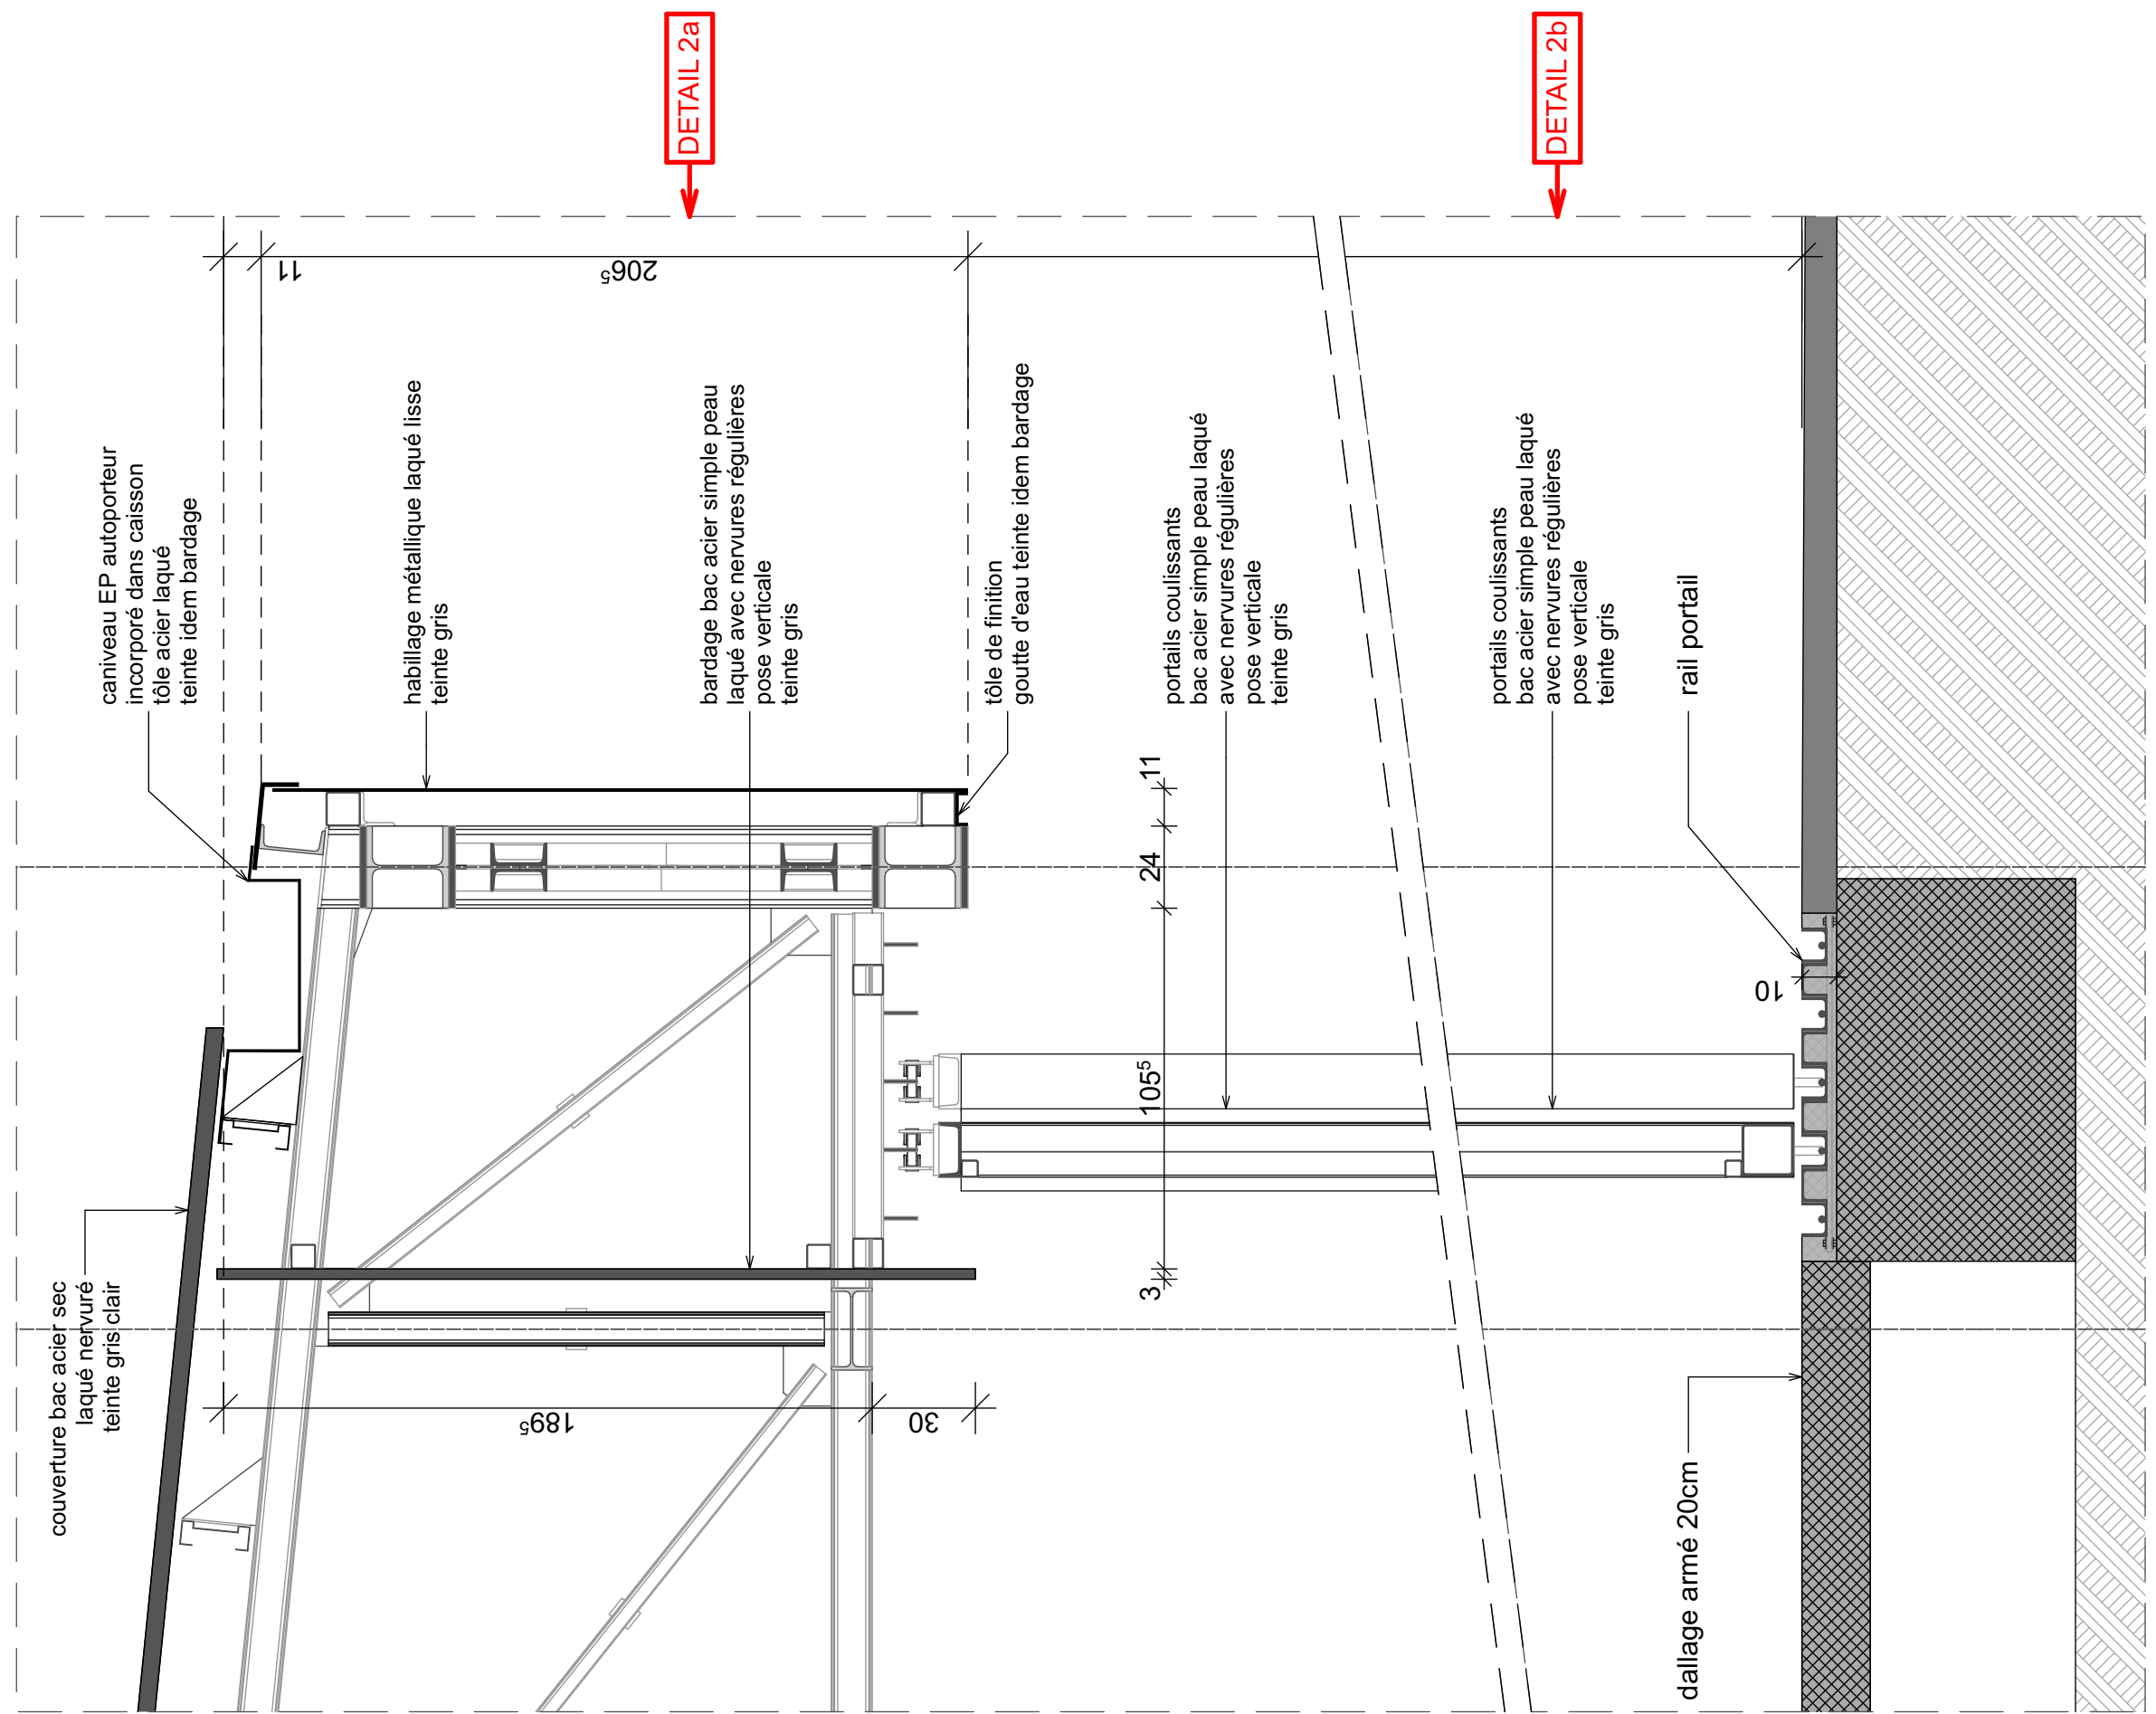 DETAIL 2a
DETAIL 2b
11
206⁵
caniveau EP autoporteur
incorporé dans caisson
tôle acier laqué
teinte idem bardage
habillage métallique laqué lisse
teinte gris
bardage bac acier simple peau
laqué avec nervures régulières
pose verticale
teinte gris
tôle de finition
goutte d'eau teinte idem bardage
portails coulissants
bac acier simple peau laqué
avec nervures régulières
pose verticale
teinte gris
portails coulissants
bac acier simple peau laqué
avec nervures régulières
pose verticale
teinte gris
rail portail
11
24
105⁵
3
10
couverture bac acier sec
laqué nervuré
teinte gris clair
189⁵
30
dallage armé 20cm